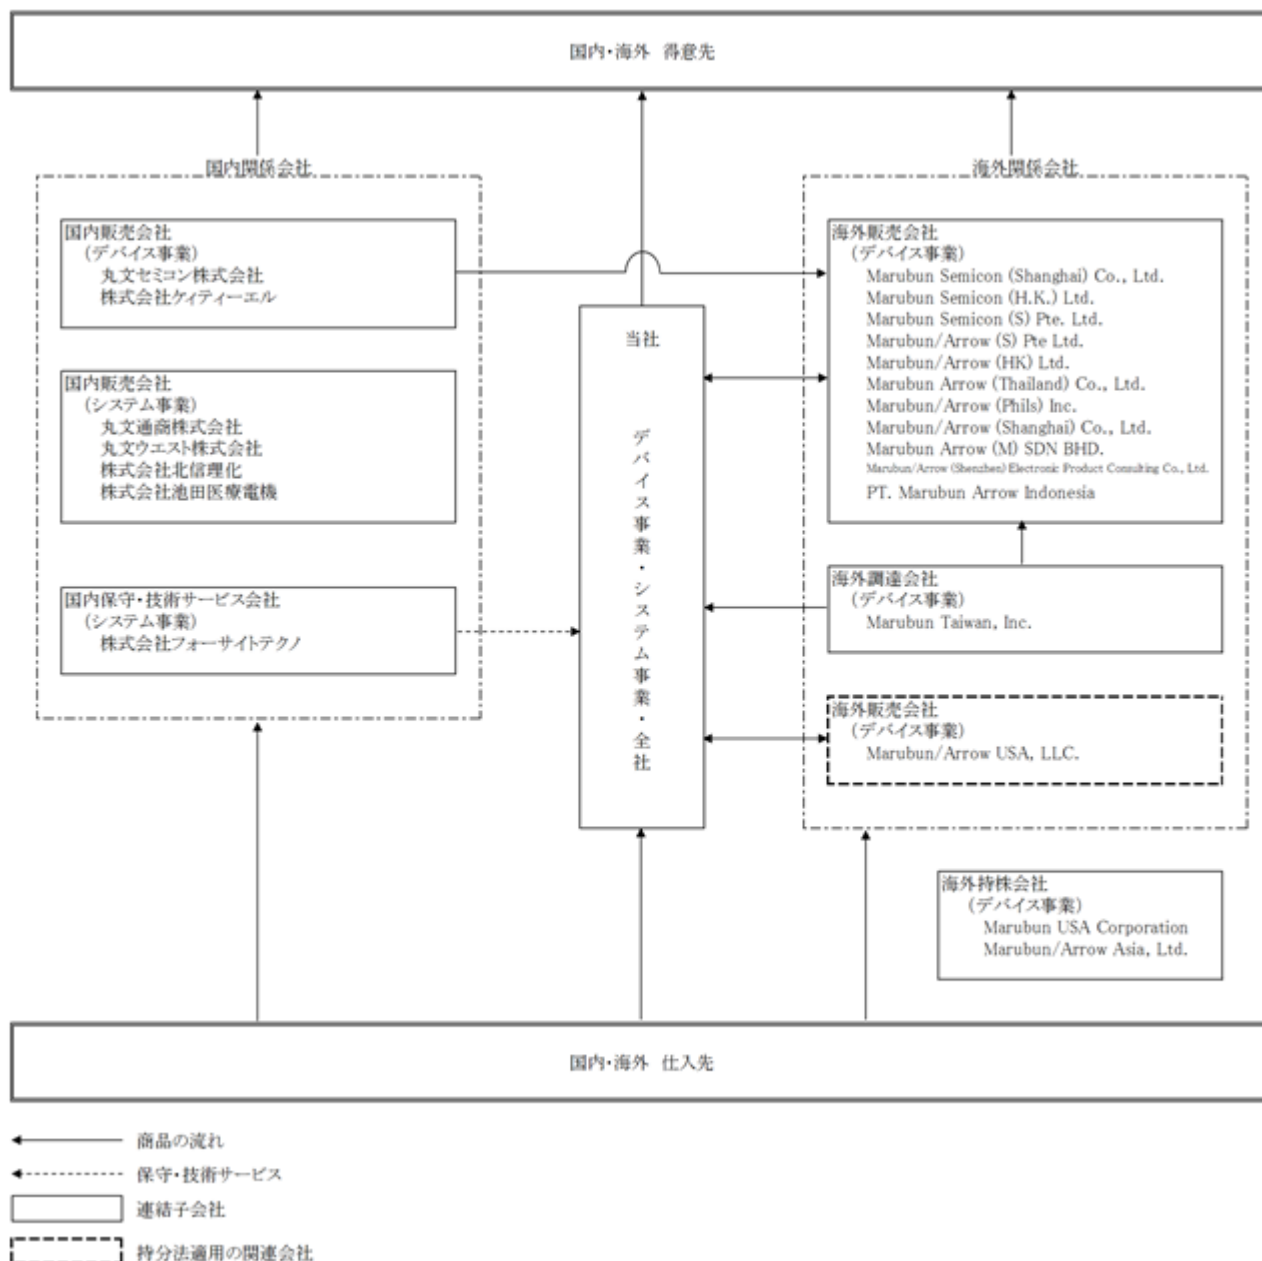 国内・海外 得意先
国内関係会社
国内販売会社
(デバイス事業)
丸文セミコン株式会社
株式会社ケィティーエル
国内販売会社
(システム事業)
丸文通商株式会社
丸文ウエスト株式会社
株式会社北信理化
株式会社池田医療電機
国内保守・技術サービス会社
(システム事業)
株式会社フォーサイトテクノ
当社
デバイス事業・システム事業・全社
海外関係会社
海外販売会社
(デバイス事業)
Marubun Semicon (Shanghai) Co., Ltd.
Marubun Semicon (H.K.) Ltd.
Marubun Semicon (S) Pte. Ltd.
Marubun/Arrow (S) Pte Ltd.
Marubun/Arrow (HK) Ltd.
Marubun Arrow (Thailand) Co., Ltd.
Marubun/Arrow (Phils) Inc.
Marubun/Arrow (Shanghai) Co., Ltd.
Marubun Arrow (M) SDN BHD.
Marubun/Arrow (Shenzhen) Electronic Product Consulting Co., Ltd.
PT. Marubun Arrow Indonesia
海外調達会社
(デバイス事業)
Marubun Taiwan, Inc.
海外販売会社
(デバイス事業)
Marubun/Arrow USA, LLC.
海外持株会社
(デバイス事業)
Marubun USA Corporation
Marubun/Arrow Asia, Ltd.
国内・海外 仕入先
商品の流れ
保守・技術サービス
連結子会社
持分法適用の関連会社